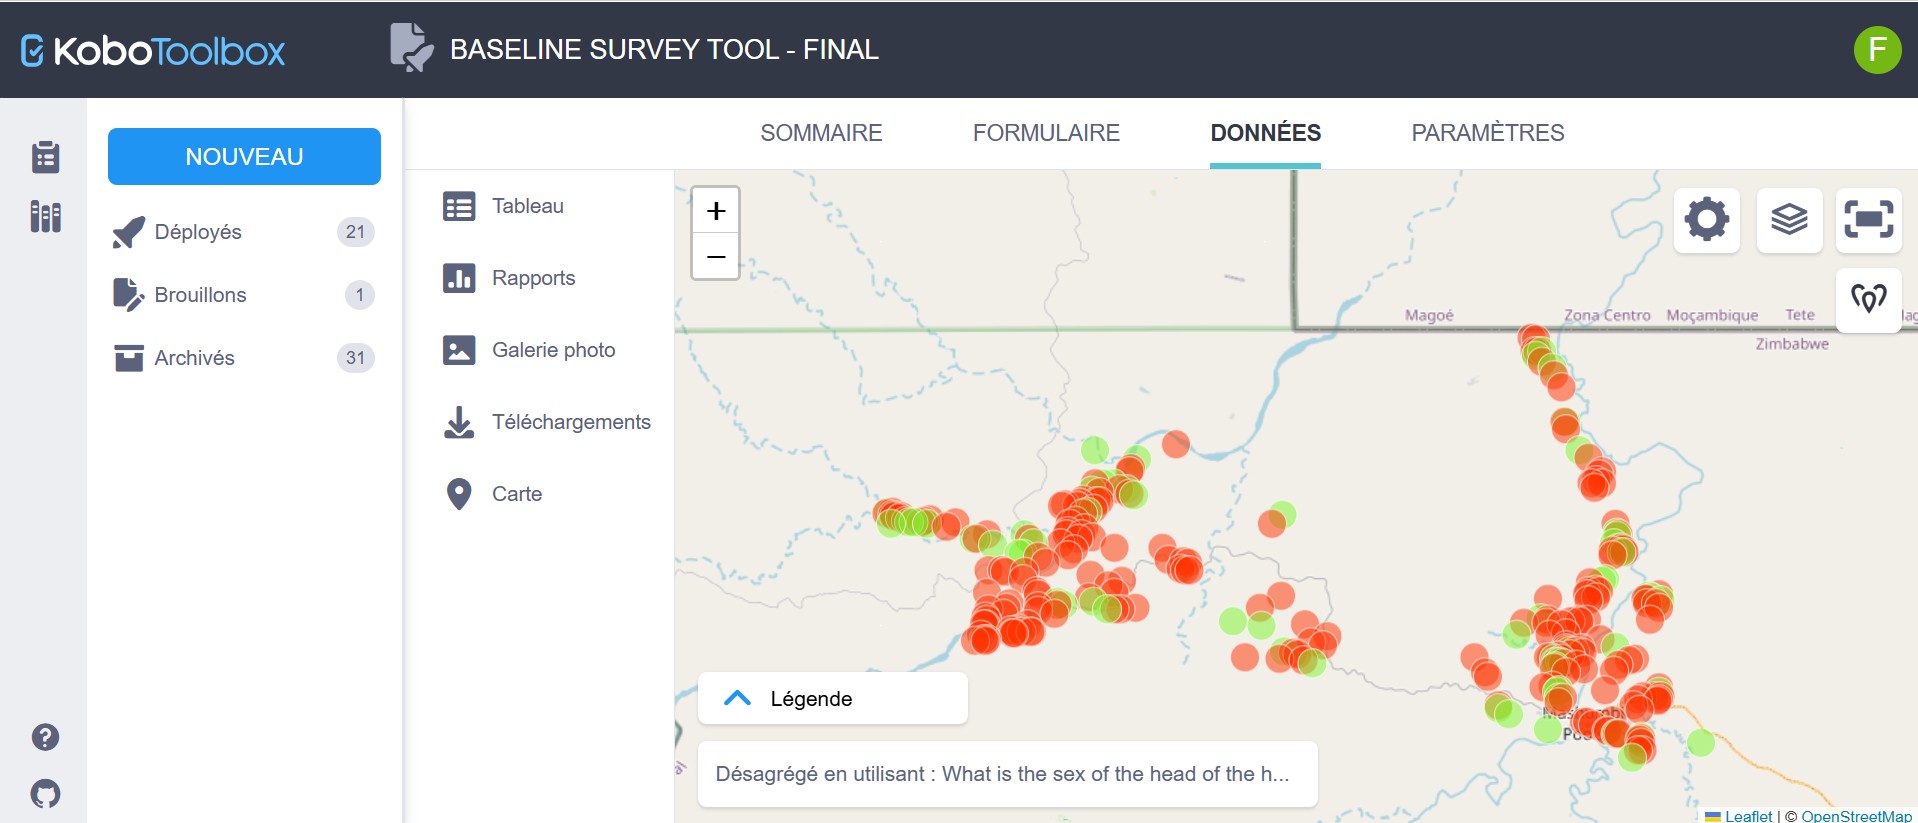 KoboToolbox
BASELINE SURVEY TOOL - FINAL
F
SOMMAIRE
FORMULAIRE
DONNÉES
PARAMÈTRES
NOUVEAU
Déployés
21
Brouillons
1
Archivés
31
Tableau
Rapports
Galerie photo
Téléchargements
Carte
+
−
Magoé
Zona Centro
Moçambique
Tete
Zimbabwe
Légende
Désagrégé en utilisant : What is the sex of the head of the h...
Leaflet | © OpenStreetMap